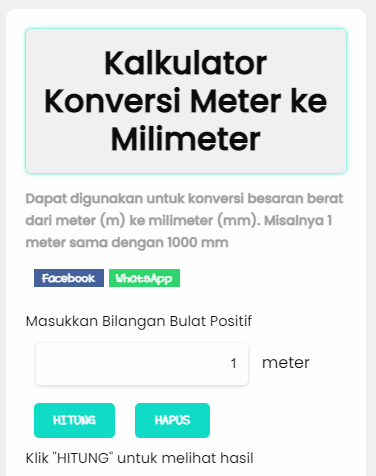 Kalkulator
Konversi Meter ke
Milimeter
Dapat digunakan untuk konversi besaran berat
dari meter (m) ke milimeter (mm). Misalnya 1
meter sama dengan 1000 mm
Facebook WhatsApp
Masukkan Bilangan Bulat Positif
1 meter
HITUNG HAPUS
Klik "HITUNG" untuk melihat hasil